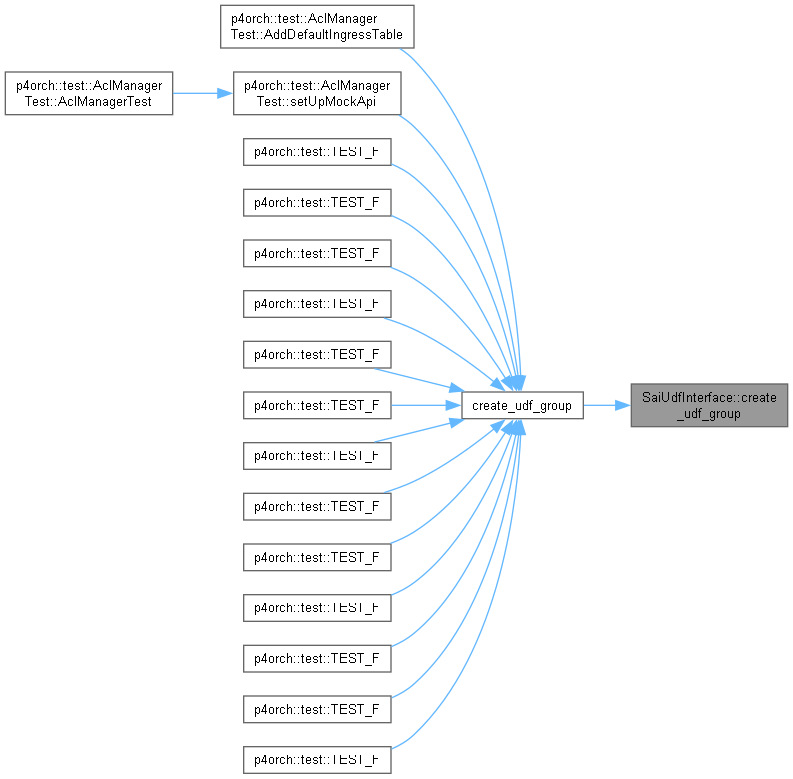 p4orch::test::AclManager
Test::AddDefaultIngressTable
p4orch::test::AclManager
Test::AclManagerTest
p4orch::test::AclManager
Test::setUpMockApi
p4orch::test::TEST_F
p4orch::test::TEST_F
p4orch::test::TEST_F
p4orch::test::TEST_F
p4orch::test::TEST_F
SaiUdfInterface::create
_udf_group
create_udf_group
p4orch::test::TEST_F
p4orch::test::TEST_F
p4orch::test::TEST_F
p4orch::test::TEST_F
p4orch::test::TEST_F
p4orch::test::TEST_F
p4orch::test::TEST_F
p4orch::test::TEST_F